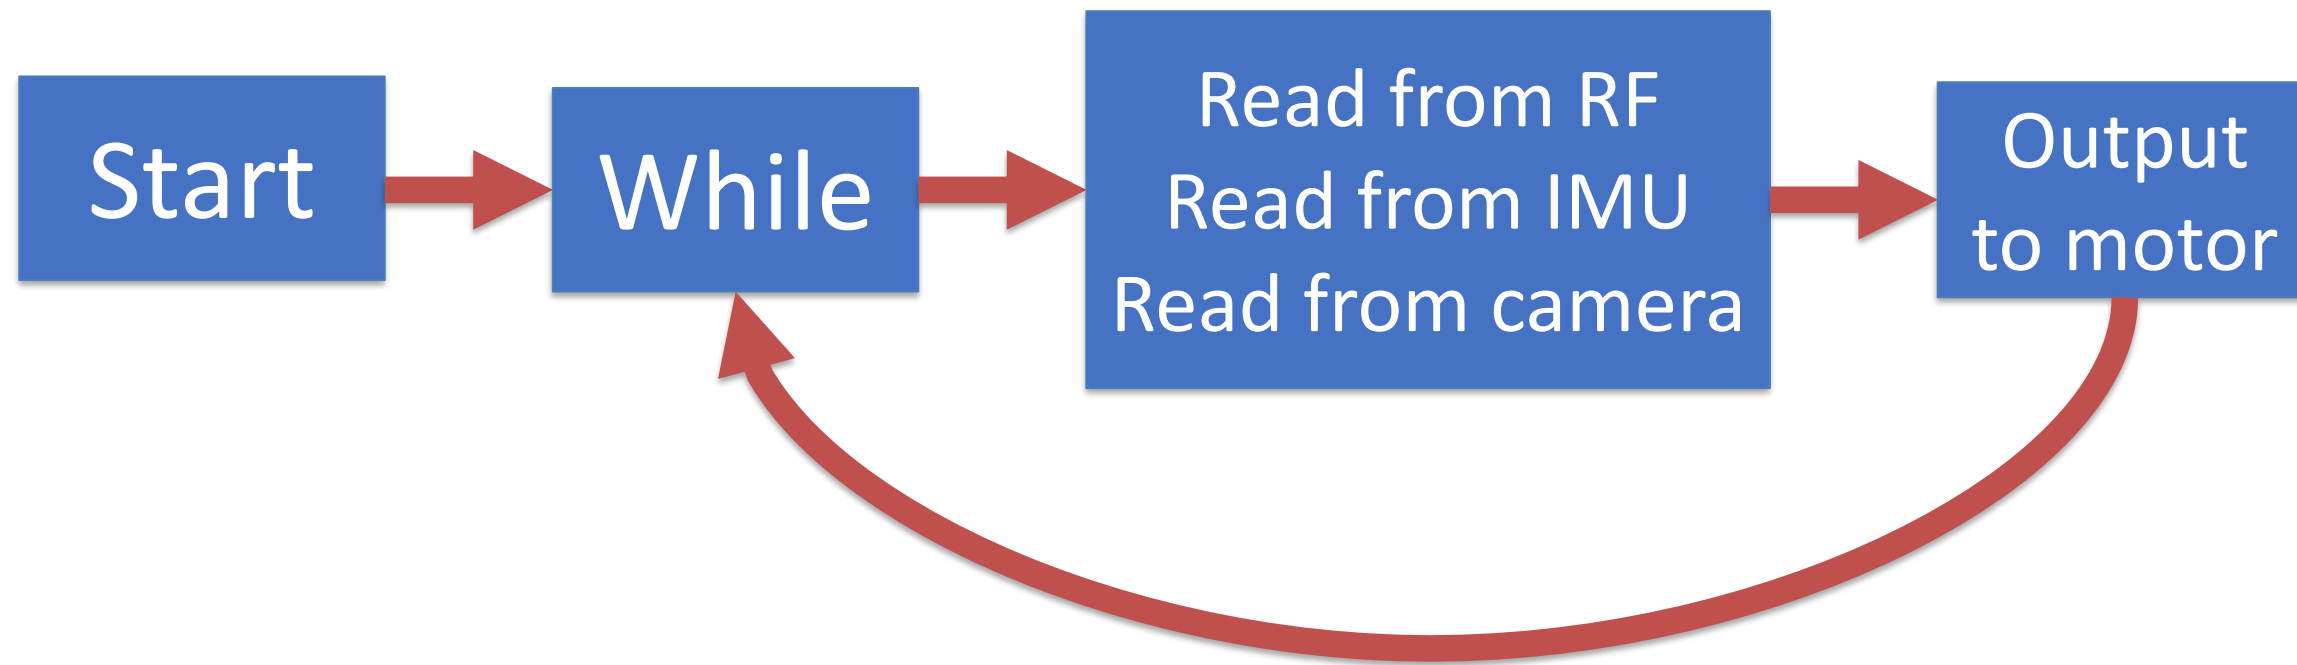 Start
While
Read from RF
Read from IMU
Read from camera
Output
to motor